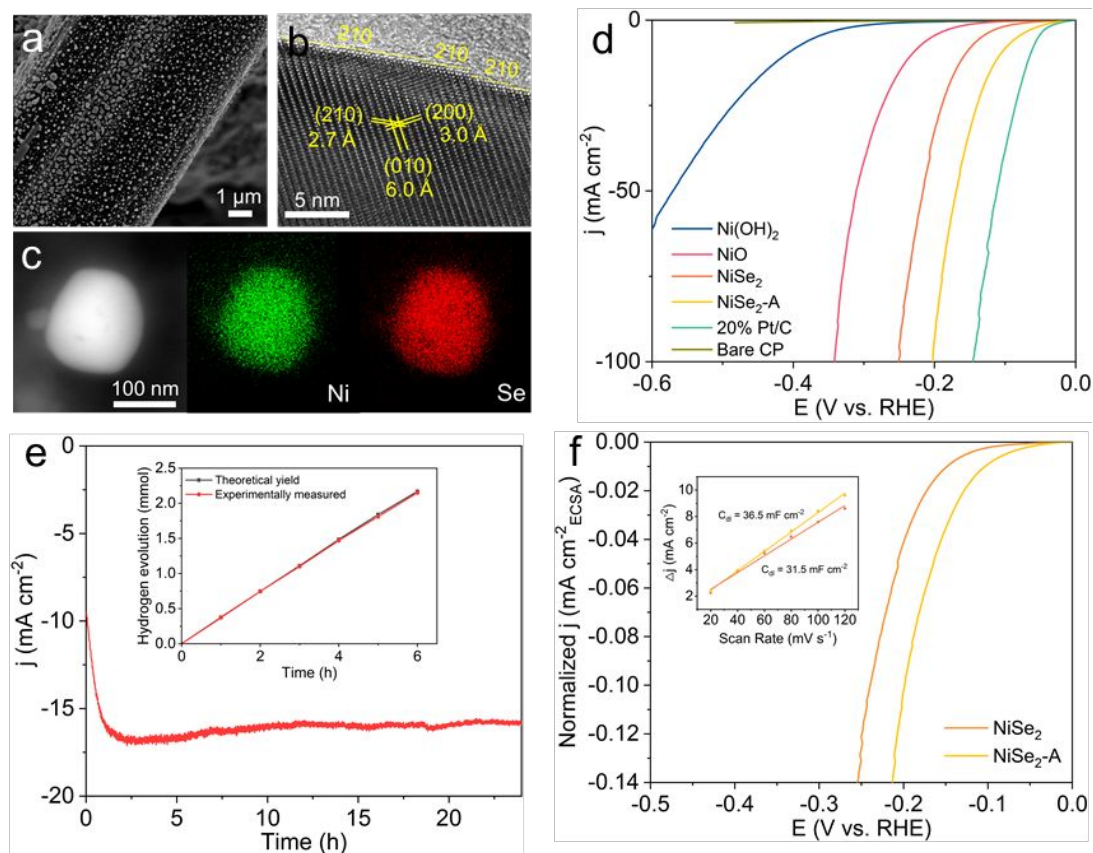 a
1 μm
b
210
210
210
(210)
2.7 Å
(200)
3.0 Å
(010)
6.0 Å
5 nm
c
100 nm
Ni
Se
d
j (mA cm⁻²)
0
-50
-100
-0.6
-0.4
-0.2
0.0
E (V vs. RHE)
Ni(OH)₂
NiO
NiSe₂
NiSe₂-A
20% Pt/C
Bare CP
e
j (mA cm⁻²)
0
-5
-10
-15
-20
0
5
10
15
20
Time (h)
Hydrogen evolution (mmol)
2.5
2.0
1.5
1.0
0.5
0.0
0
2
4
6
Time (h)
Theoretical yield
Experimentally measured
f
Normalized j (mA cm⁻²ECSA)
0.00
-0.02
-0.04
-0.06
-0.08
-0.10
-0.12
-0.14
-0.5
-0.4
-0.3
-0.2
-0.1
0.0
E (V vs. RHE)
Δj (mA cm⁻²)
10
8
6
4
2
20
40
60
80
100
120
Scan Rate (mV s⁻¹)
Cdl = 36.5 mF cm⁻²
Cdl = 31.5 mF cm⁻²
NiSe₂
NiSe₂-A